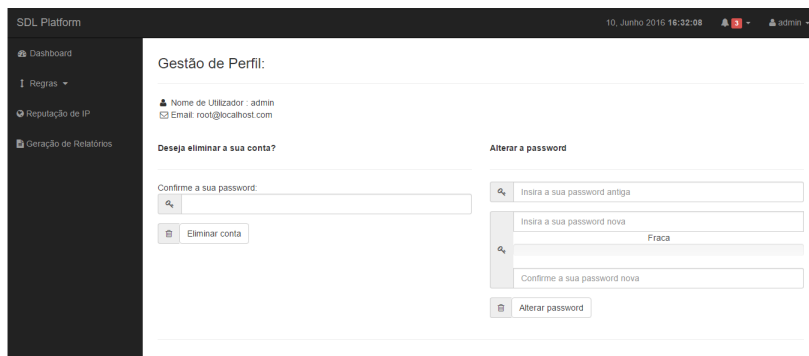 SDL Platform
10, Junho 2016 16:32:08
3
admin
Dashboard
Regras
Reputação de IP
Geração de Relatórios
Gestão de Perfil:
Nome de Utilizador : admin
Email: root@localhost.com
Deseja eliminar a sua conta?
Confirme a sua password:
Eliminar conta
Alterar a password
Insira a sua password antiga
Insira a sua password nova
Fraca
Confirme a sua password nova
Alterar password